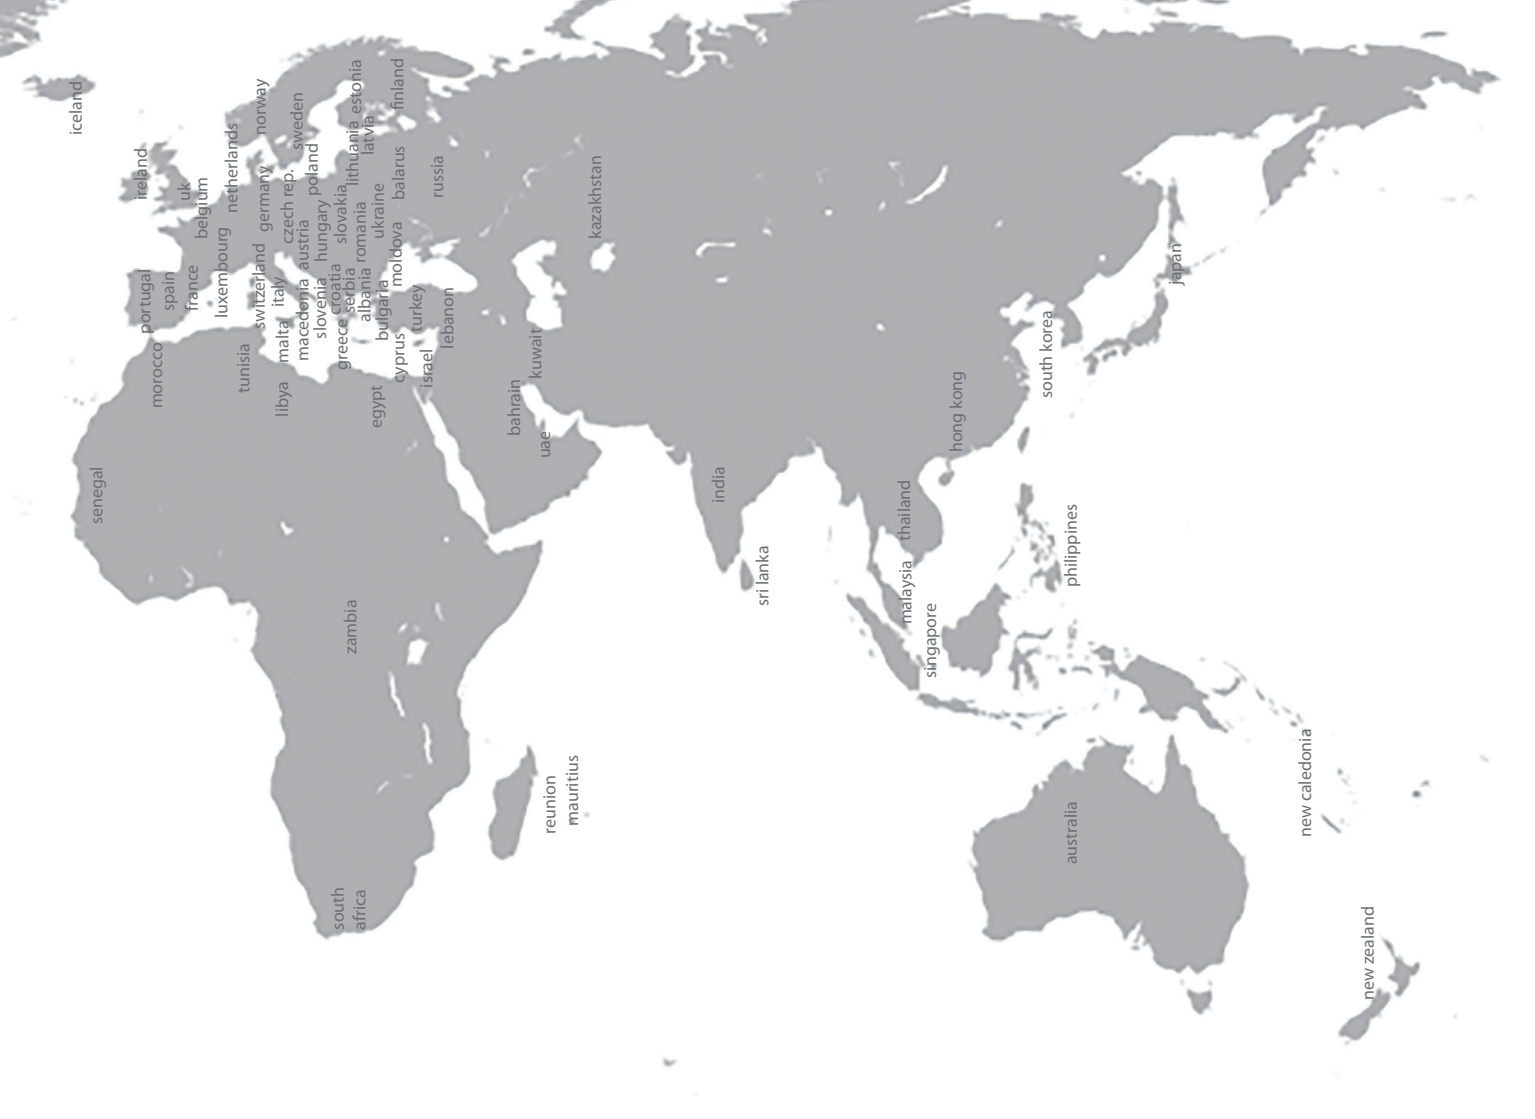 iceland
ireland
uk
belgium
netherlands
norway
sweden
finland
estonia
latvia
lithuania
poland
germany
czech rep.
slovakia
balarus
russia
ukraine
romania
hungary
austria
luxembourg
moldova
kazakhstan
portugal
spain
france
switzerland
italy
croatia
slovenia
serbia
albania
macedonia
bulgaria
turkey
lebanon
malta
greece
cyprus
israel
kuwait
japan
south korea
morocco
tunisia
libya
egypt
bahrain
uae
hong kong
senegal
india
thailand
philippines
sri lanka
malaysia
singapore
zambia
reunion
mauritius
new caledonia
australia
south
africa
new zealand